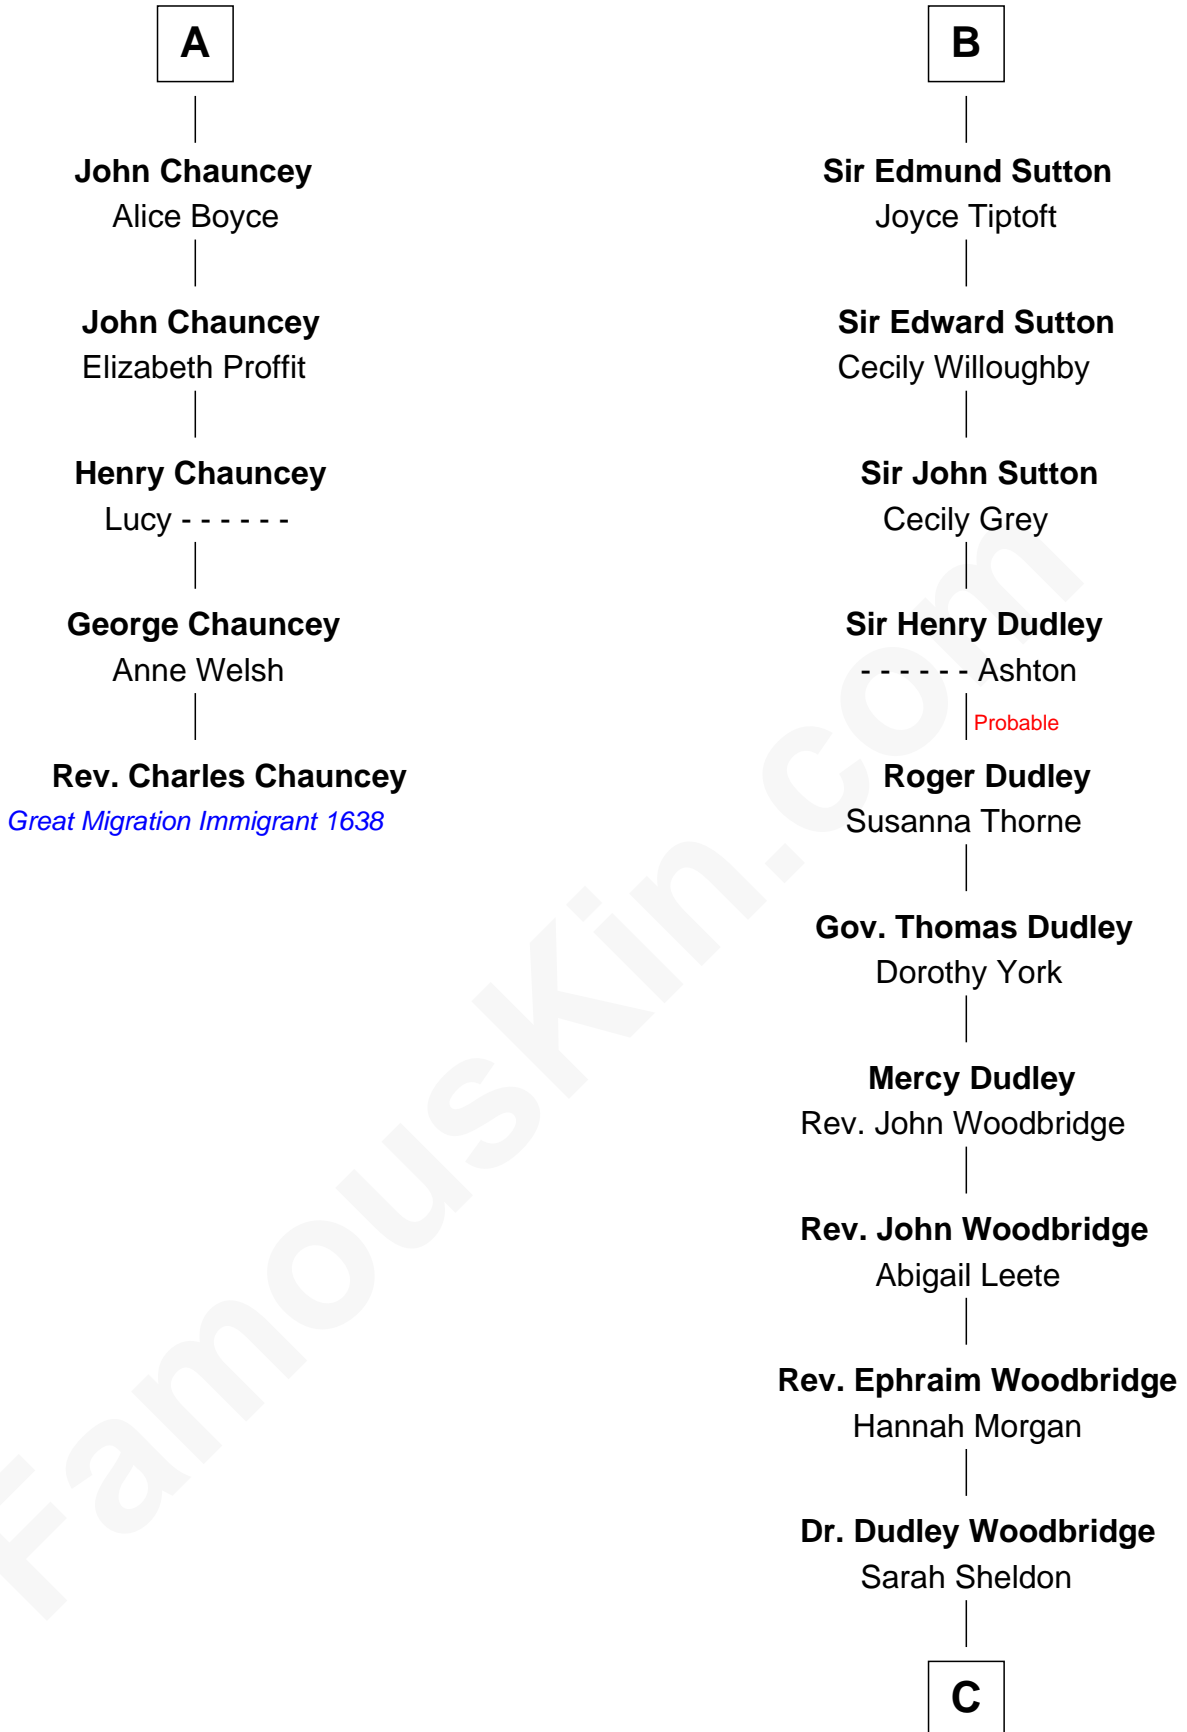 A
John Chauncey
Alice Boyce
John Chauncey
Elizabeth Proffit
Henry Chauncey
Lucy - - - - - -
George Chauncey
Anne Welsh
Rev. Charles Chauncey
Great Migration Immigrant 1638
B
Sir Edmund Sutton
Joyce Tiptoft
Sir Edward Sutton
Cecily Willoughby
Sir John Sutton
Cecily Grey
Sir Henry Dudley
- - - - - - Ashton
Probable
Roger Dudley
Susanna Thorne
Gov. Thomas Dudley
Dorothy York
Mercy Dudley
Rev. John Woodbridge
Rev. John Woodbridge
Abigail Leete
Rev. Ephraim Woodbridge
Hannah Morgan
Dr. Dudley Woodbridge
Sarah Sheldon
C
FamousKin.com